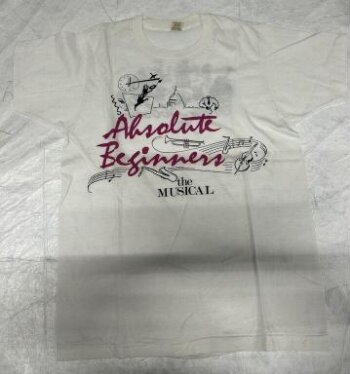 Absolute
Beginners
the
MUSICAL